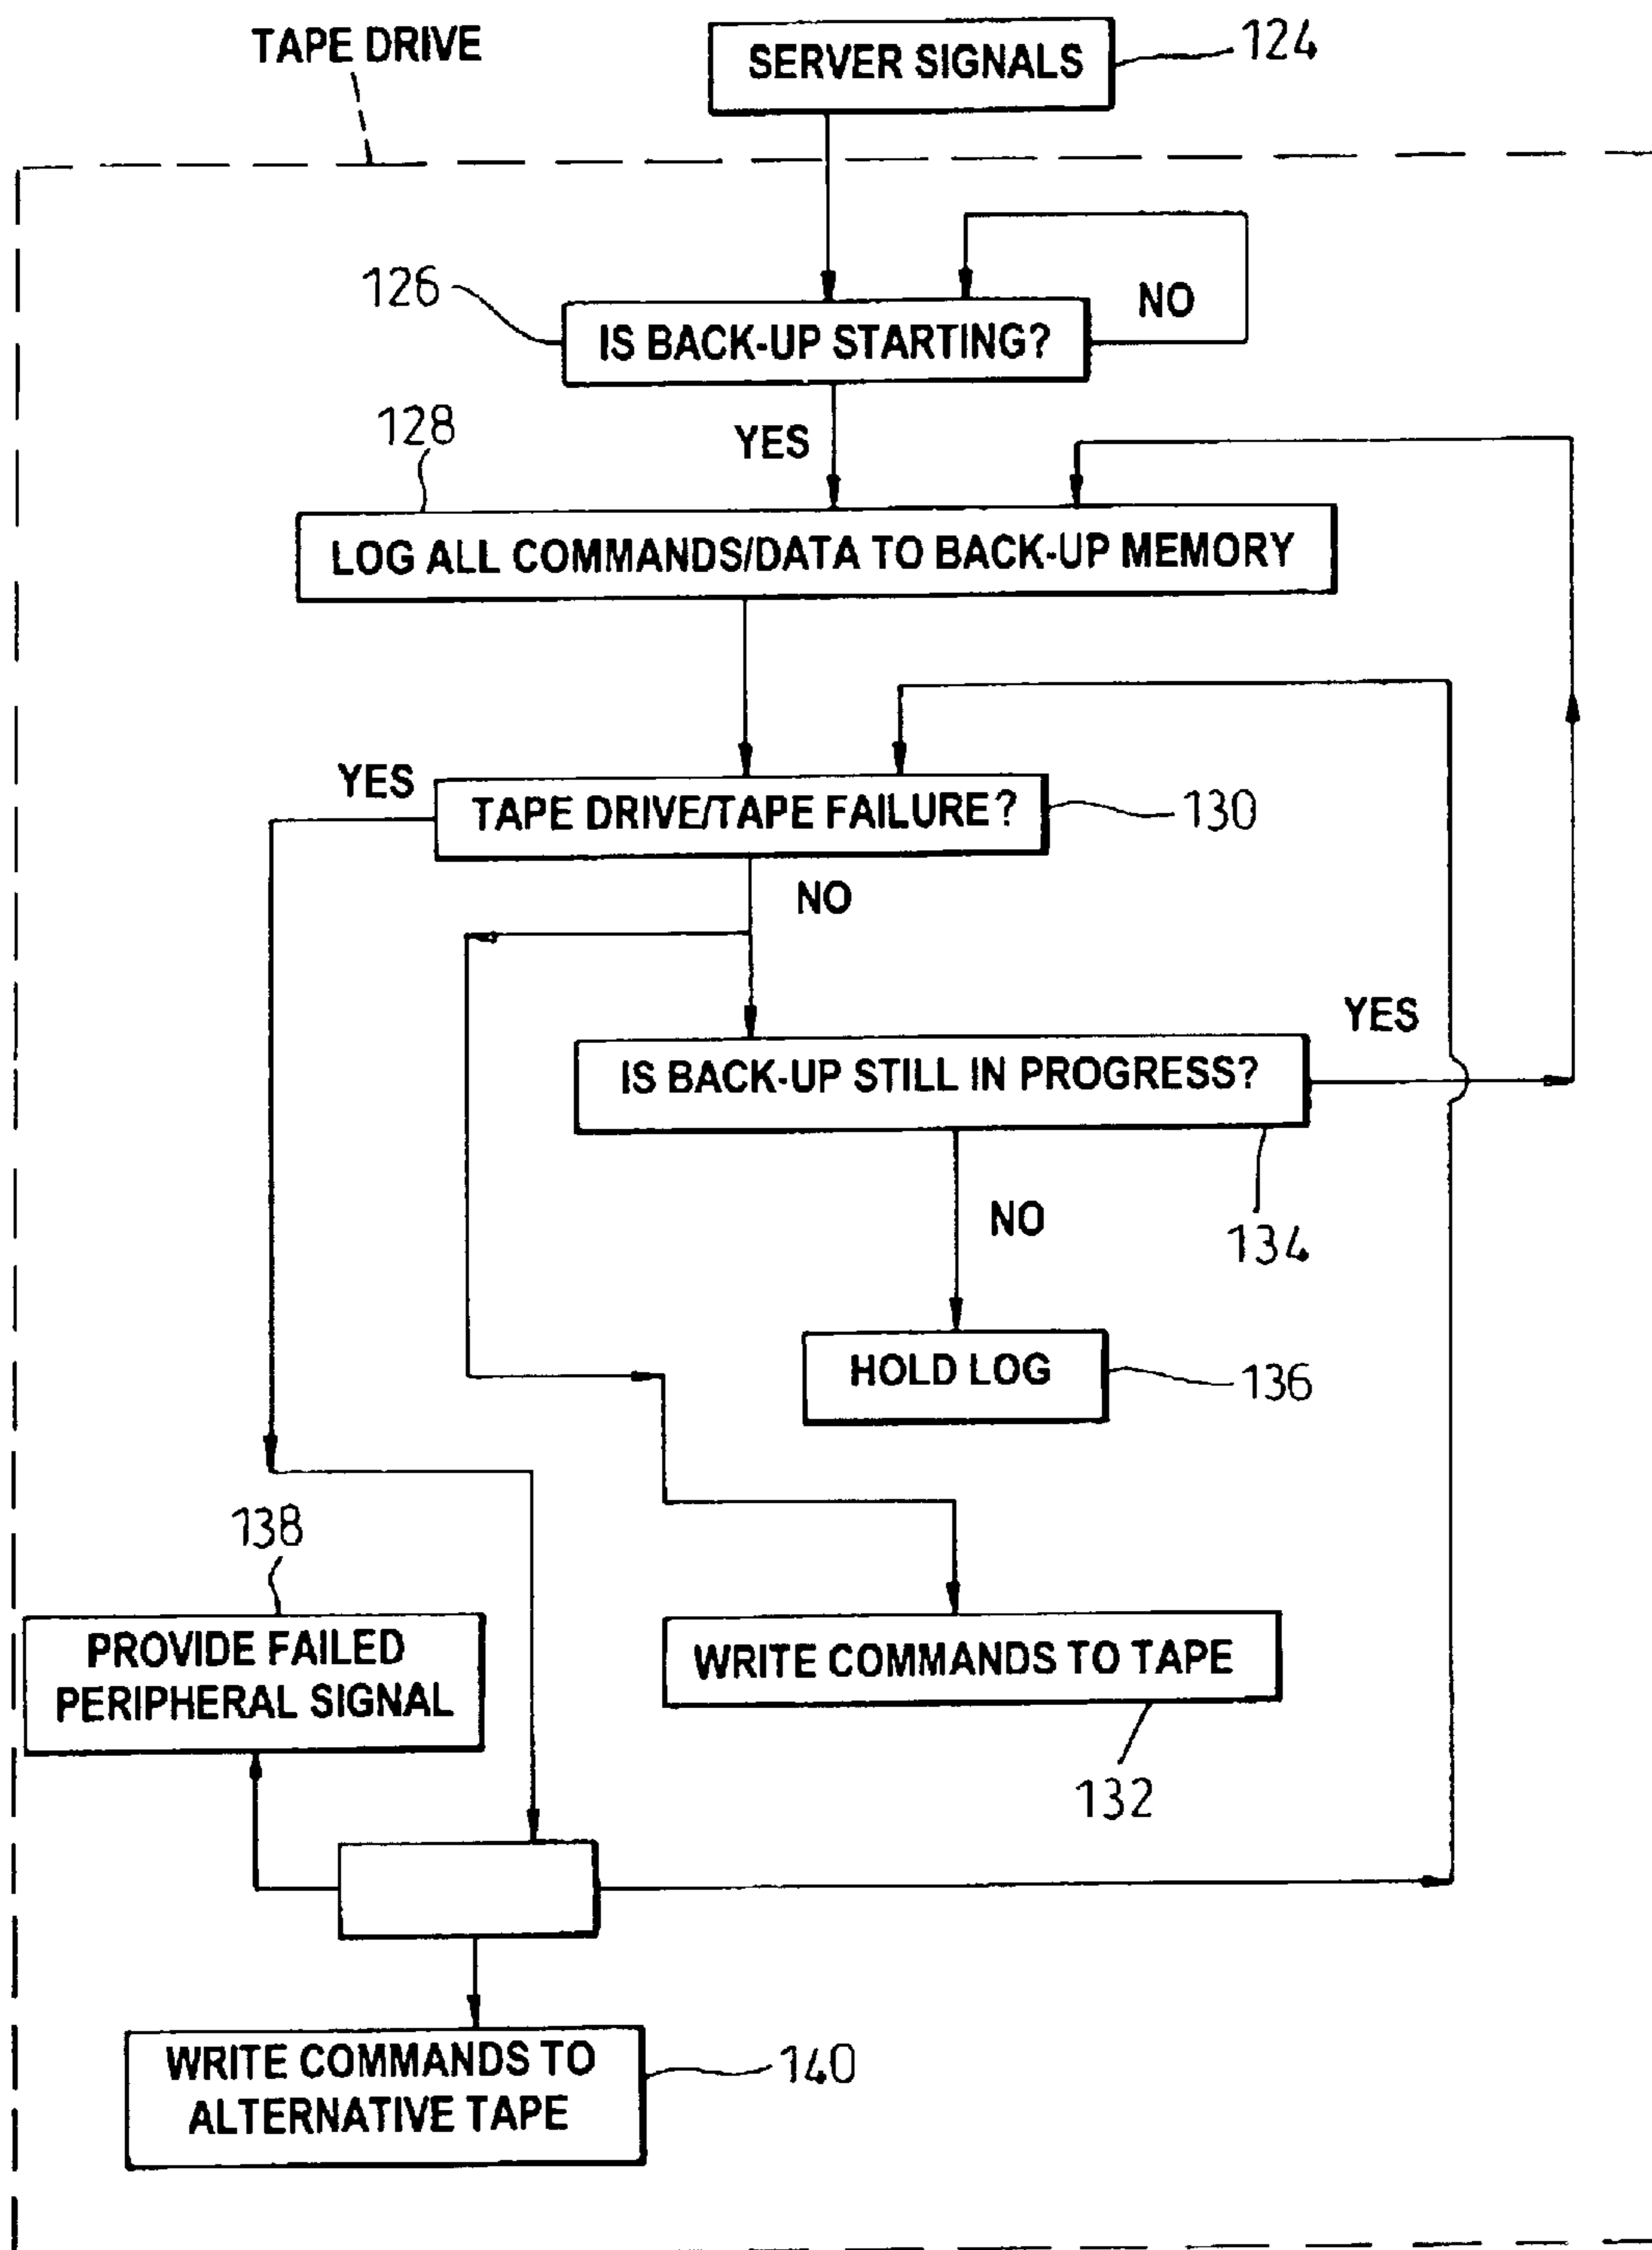 TAPE DRIVE
SERVER SIGNALS
124
126
IS BACK-UP STARTING?
NO
128
YES
LOG ALL COMMANDS/DATA TO BACK-UP MEMORY
YES
TAPE DRIVE/TAPE FAILURE?
130
NO
YES
IS BACK-UP STILL IN PROGRESS?
134
NO
HOLD LOG
136
138
PROVIDE FAILED
PERIPHERAL SIGNAL
WRITE COMMANDS TO TAPE
132
WRITE COMMANDS TO
ALTERNATIVE TAPE
140